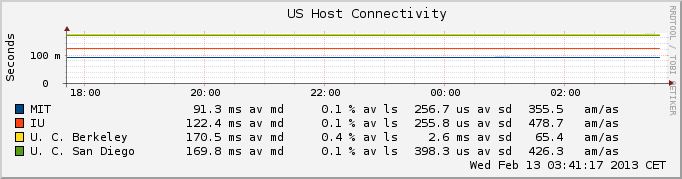 US Host Connectivity
RRDTOOL / TOBI OETIKER
Seconds
100 m
0
18:00 20:00 22:00 00:00 02:00
MIT 91.3 ms av md 0.1 % av ls 256.7 us av sd 355.5 am/as
IU 122.4 ms av md 0.1 % av ls 255.8 us av sd 478.7 am/as
U. C. Berkeley 170.5 ms av md 0.4 % av ls 2.6 ms av sd 65.4 am/as
U. C. San Diego 169.8 ms av md 0.1 % av ls 398.3 us av sd 426.3 am/as
Wed Feb 13 03:41:17 2013 CET